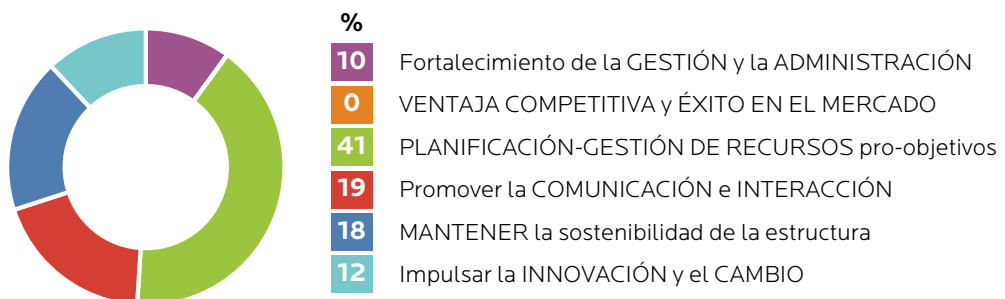 %
10 Fortalecimiento de la GESTIÓN y la ADMINISTRACIÓN
0 VENTAJA COMPETITIVA y ÉXITO EN EL MERCADO
41 PLANIFICACIÓN-GESTIÓN DE RECURSOS pro-objetivos
19 Promover la COMUNICACIÓN e INTERACCIÓN
18 MANTENER la sostenibilidad de la estructura
12 Impulsar la INNOVACIÓN y el CAMBIO